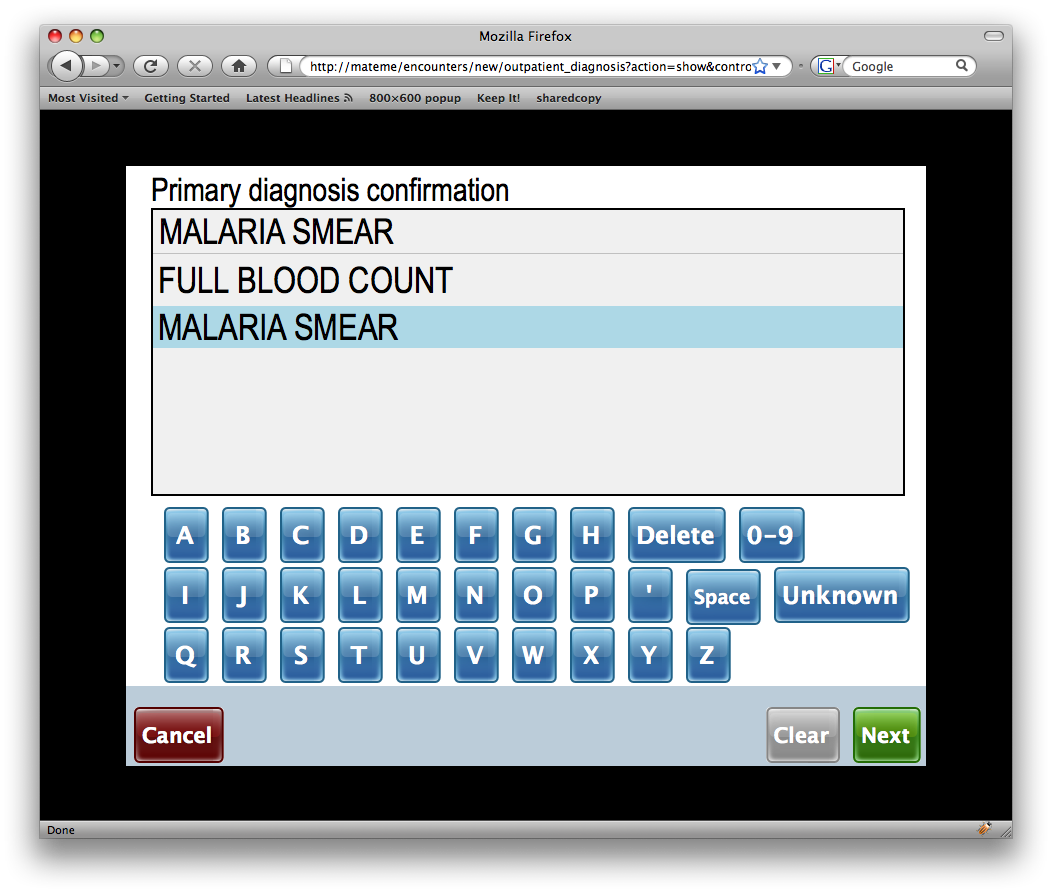 Mozilla Firefox
http://mateme/encounters/new/outpatient_diagnosis?action=show&contro
Google
Most Visited Getting Started Latest Headlines 800×600 popup Keep It! sharedcopy
Primary diagnosis confirmation
MALARIA SMEAR
FULL BLOOD COUNT
MALARIA SMEAR
A B C D E F G H Delete 0-9
I J K L M N O P ' Space Unknown
Q R S T U V W X Y Z
Cancel Clear Next
Done